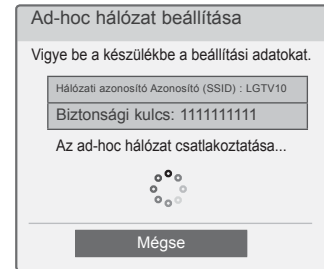 Ad-hoc hálózat beállítása
Vigye be a készülékbe a beállítási adatokat.
Hálózati azonosító Azonosító (SSID) : LGTV10
Biztonsági kulcs: 1111111111
Az ad-hoc hálózat csatlakoztatása...
Mégse